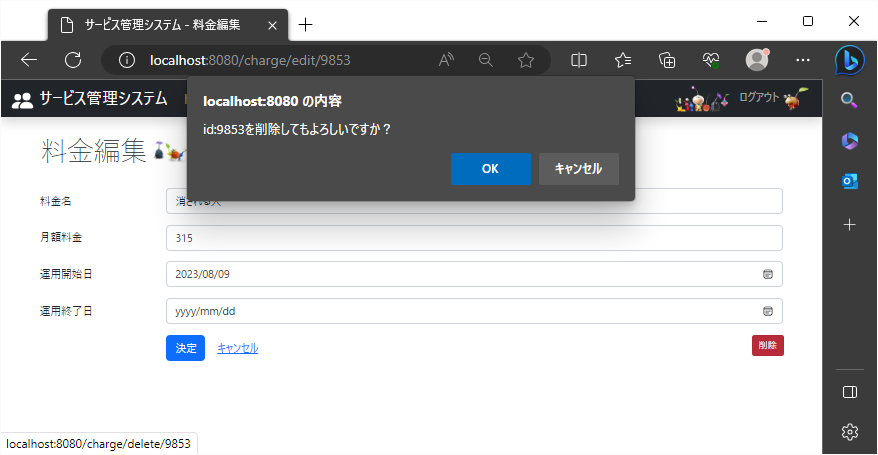 サービス管理システム - 料金編集
localhost:8080/charge/edit/9853
サービス管理システム
ログアウト
localhost:8080 の内容
id:9853を削除してもよろしいですか？
OK
キャンセル
料金編集
料金名
月額料金 315
運用開始日 2023/08/09
運用終了日 yyyy/mm/dd
決定 キャンセル 削除
localhost:8080/charge/delete/9853